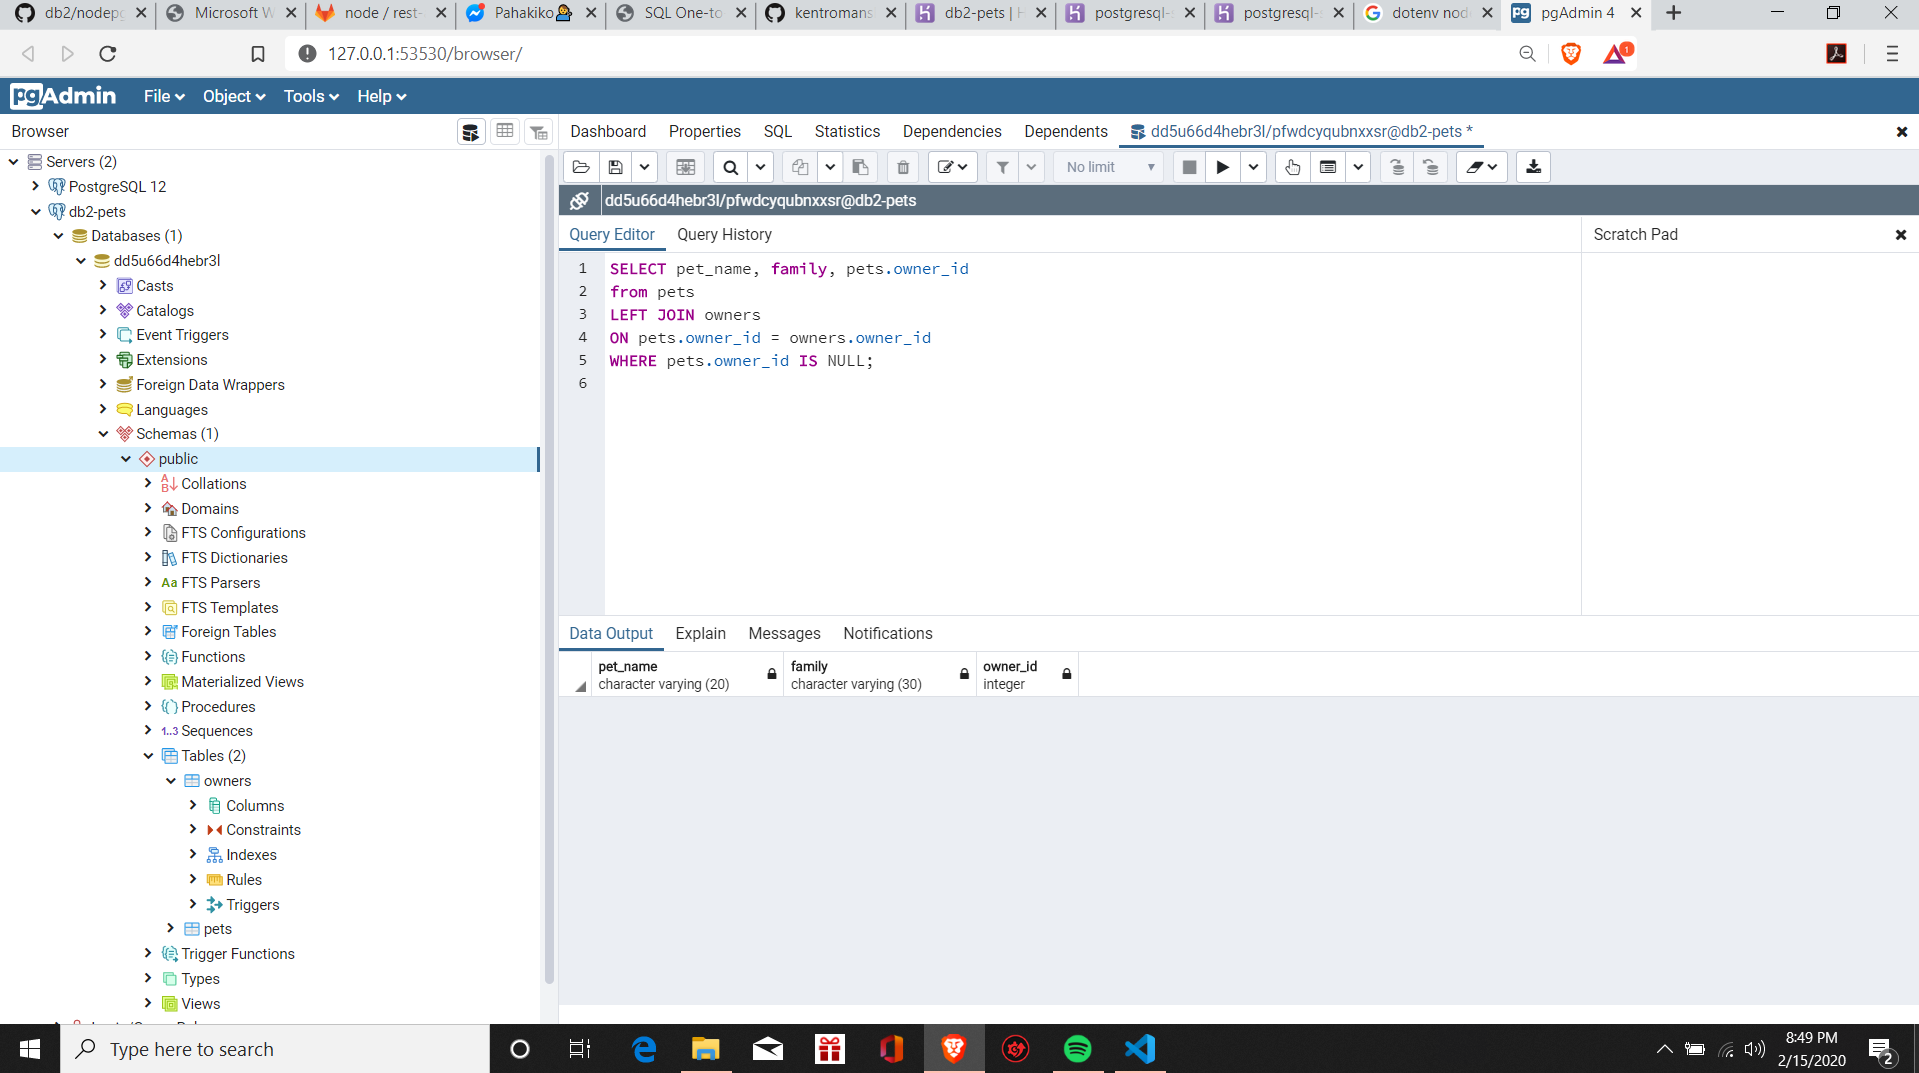 db2/nodepg
Microsoft W
node / rest-
Pahakiko
SQL One-to
kentromans
db2-pets | H
postgresql-
postgresql-
dotenv nod
pgAdmin 4
127.0.0.1:53530/browser/
1
pgAdmin
File
Object
Tools
Help
Browser
Dashboard
Properties
SQL
Statistics
Dependencies
Dependents
dd5u66d4hebr3l/pfwdcyqubnxxsr@db2-pets *
No limit
dd5u66d4hebr3l/pfwdcyqubnxxsr@db2-pets
Query Editor
Query History
Scratch Pad
1 SELECT pet_name, family, pets.owner_id
2 from pets
3 LEFT JOIN owners
4 ON pets.owner_id = owners.owner_id
5 WHERE pets.owner_id IS NULL;
6
Servers (2)
PostgreSQL 12
db2-pets
Databases (1)
dd5u66d4hebr3l
Casts
Catalogs
Event Triggers
Extensions
Foreign Data Wrappers
Languages
Schemas (1)
public
Collations
Domains
FTS Configurations
FTS Dictionaries
Aa FTS Parsers
FTS Templates
Foreign Tables
Functions
Materialized Views
Procedures
1..3 Sequences
Tables (2)
owners
Columns
Constraints
Indexes
Rules
Triggers
pets
Trigger Functions
Types
Views
Data Output
Explain
Messages
Notifications
pet_name
character varying (20)
family
character varying (30)
owner_id
integer
Type here to search
8:49 PM
2/15/2020
2